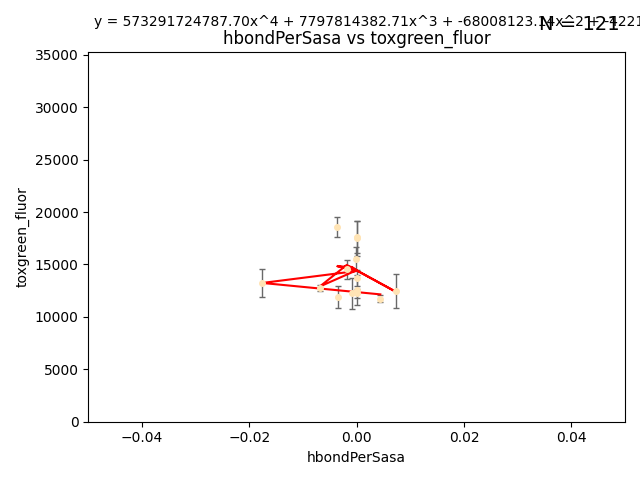 y = 573291724787.70x^4 + 7797814382.71x^3 + -68008123.14x^2 +
N = 121
hbondPerSasa vs toxgreen_fluor
35000
30000
25000
20000
15000
10000
5000
0
toxgreen_fluor
−0.04
−0.02
0.00
0.02
0.04
hbondPerSasa